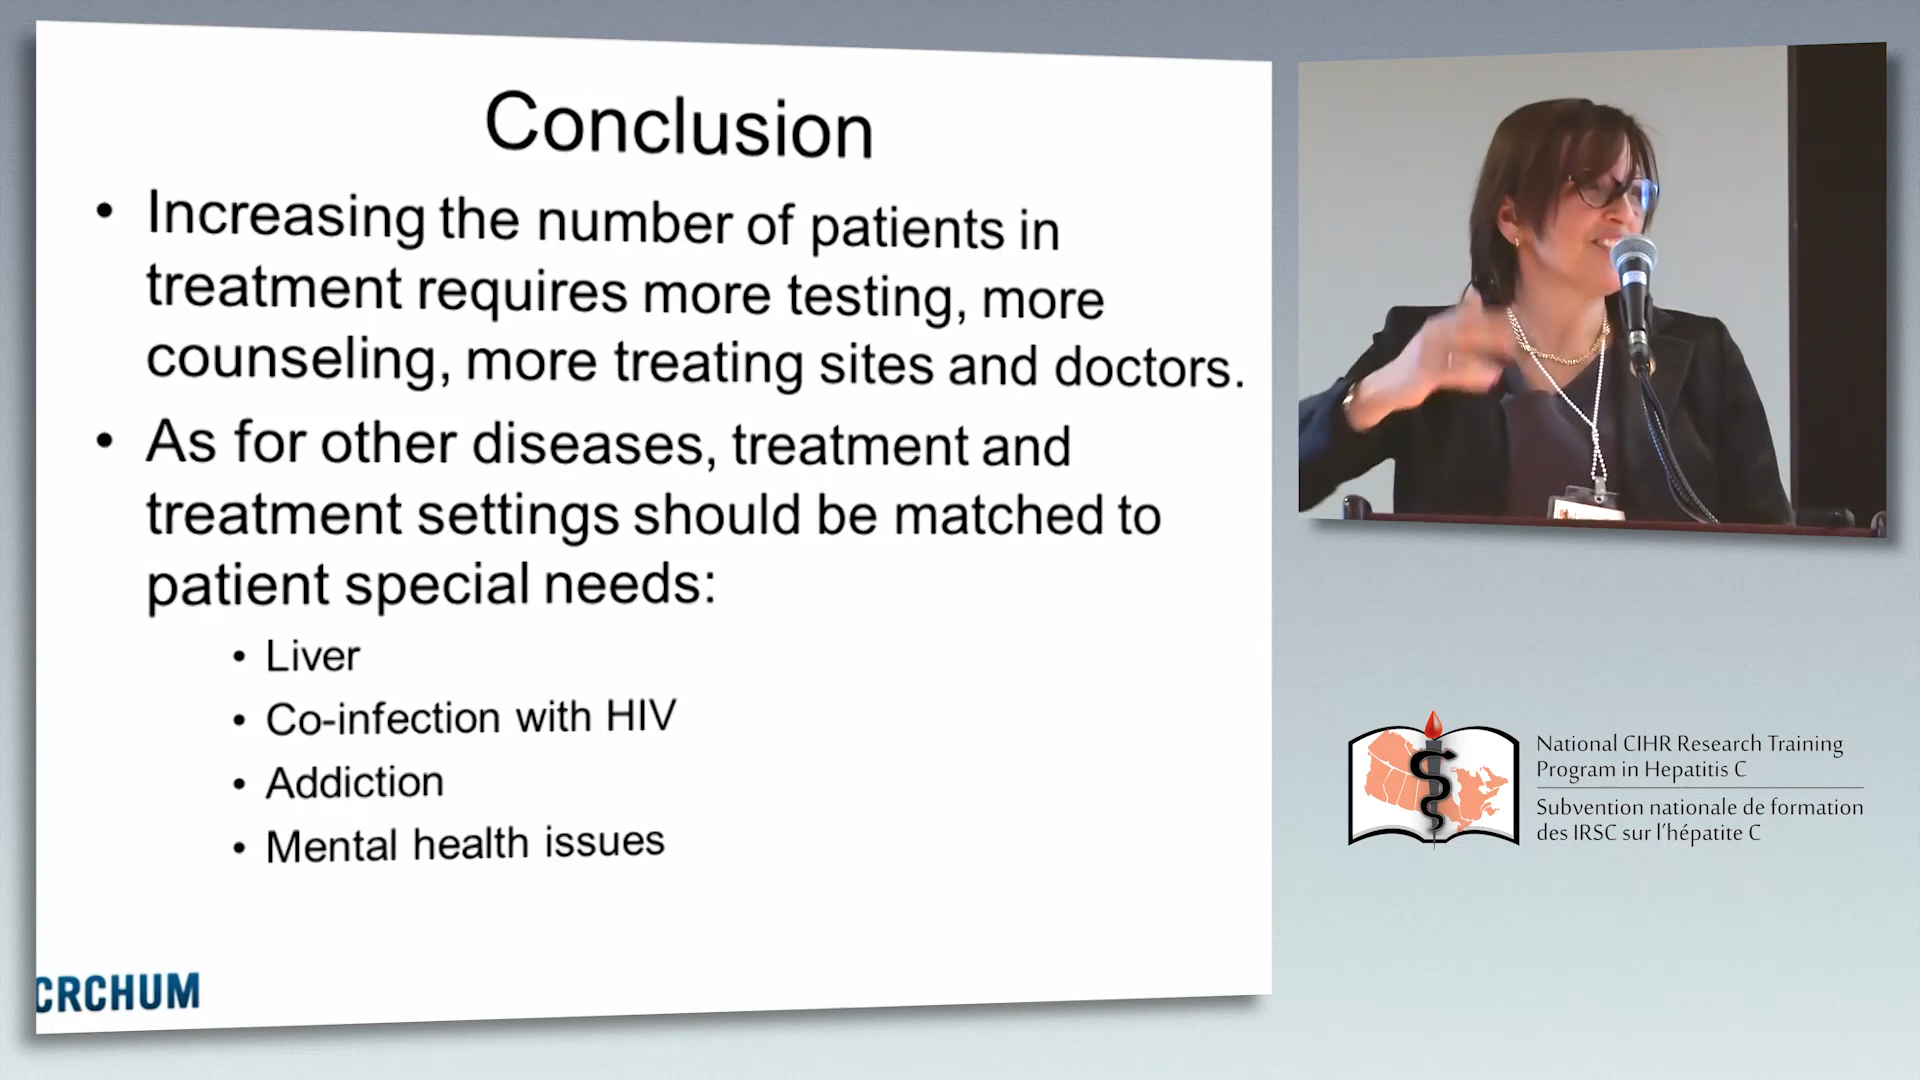 Conclusion
• Increasing the number of patients in
treatment requires more testing, more
counseling, more treating sites and doctors.
• As for other diseases, treatment and
treatment settings should be matched to
patient special needs:
• Liver
• Co-infection with HIV
• Addiction
• Mental health issues
CRCHUM
National CIHR Research Training
Program in Hepatitis C
Subvention nationale de formation
des IRSC sur l'hépatite C